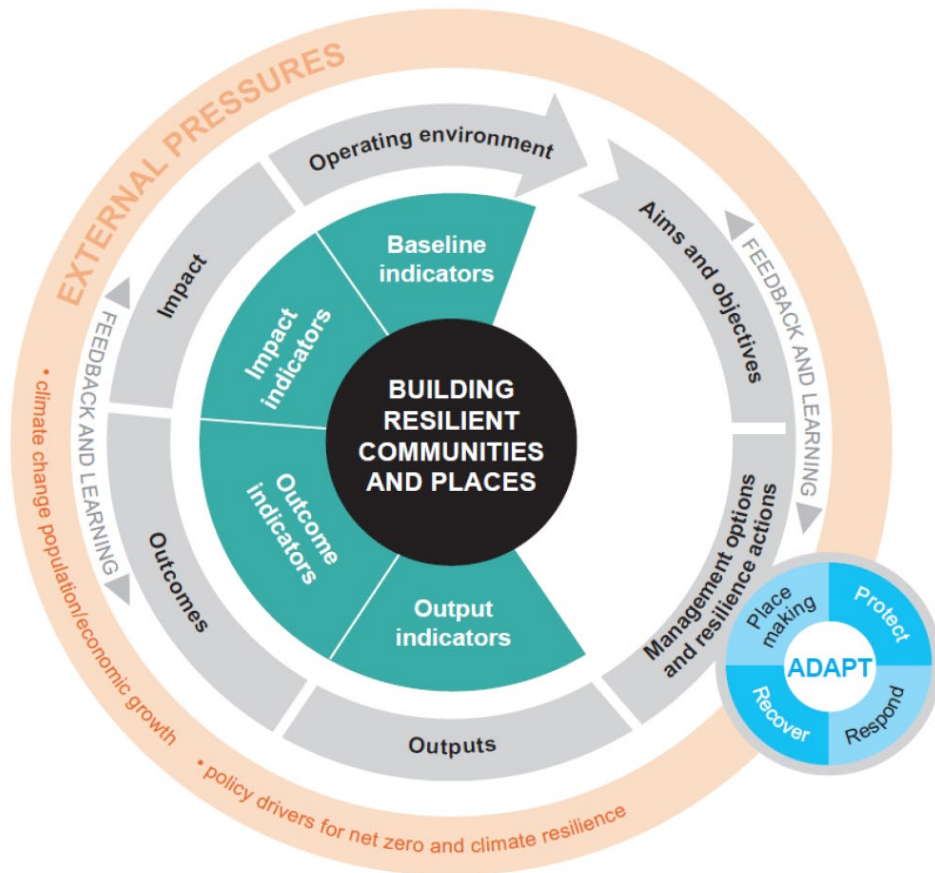 EXTERNAL PRESSURES
Operating environment
Aims and objectives
Management options
and resilience actions
Outputs
Outcomes
Impact
FEEDBACK AND LEARNING
FEEDBACK AND LEARNING
Baseline
indicators
Impact
indicators
Outcome
indicators
Output
indicators
BUILDING
RESILIENT
COMMUNITIES
AND PLACES
Place
making
Protect
Respond
Recover
ADAPT
• climate change population/economic growth
• policy drivers for net zero and climate resilience